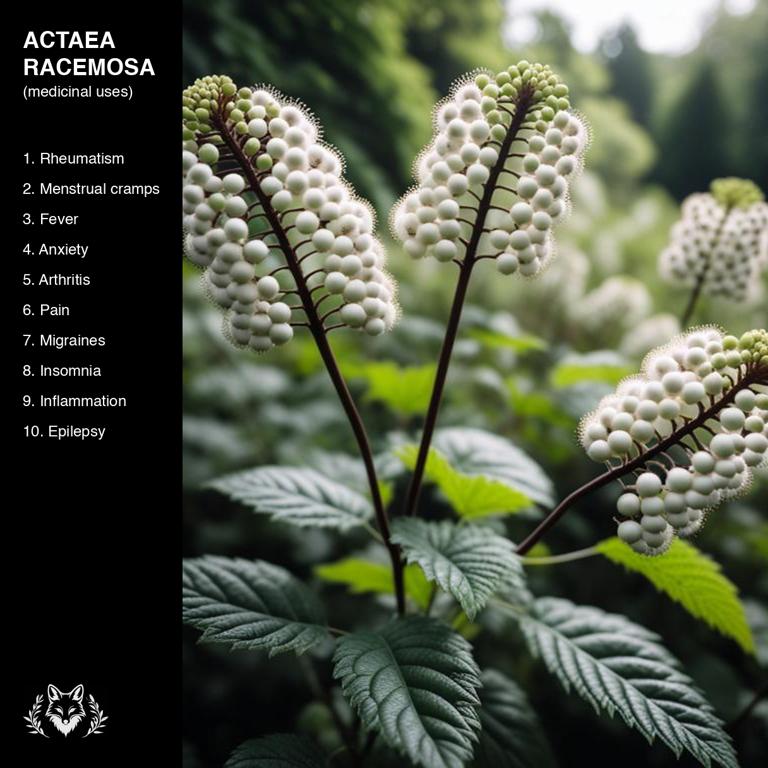 ACTAEA
RACEMOSA
(medicinal uses)
1. Rheumatism
2. Menstrual cramps
3. Fever
4. Anxiety
5. Arthritis
6. Pain
7. Migraines
8. Insomnia
9. Inflammation
10. Epilepsy